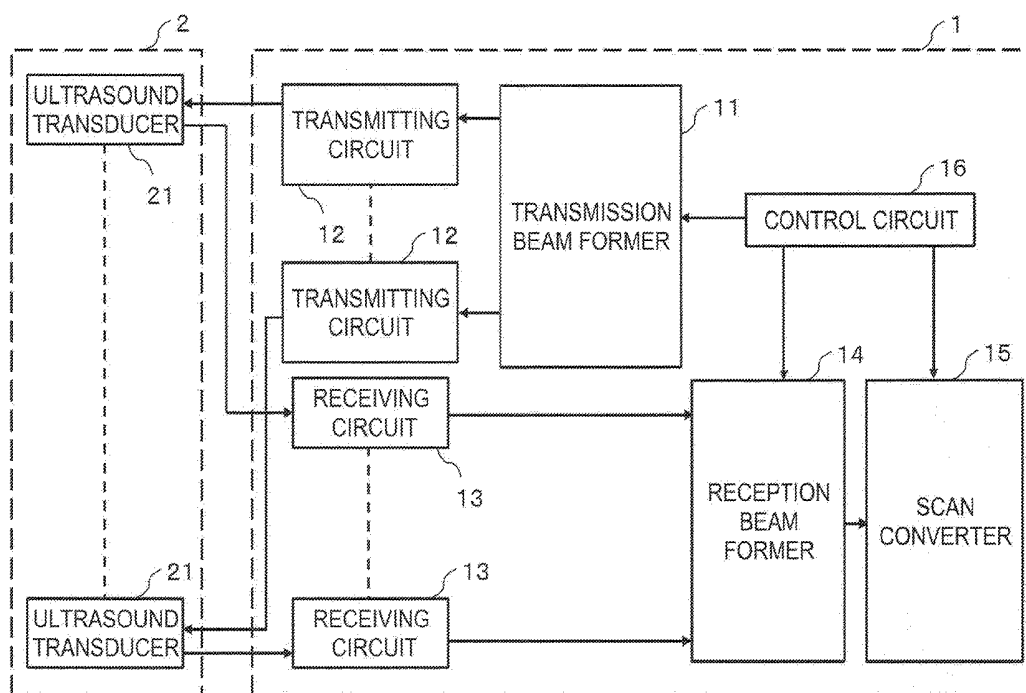 2
1
ULTRASOUND
TRANSDUCER
21
TRANSMITTING
CIRCUIT
12
11
TRANSMISSION
BEAM FORMER
16
CONTROL CIRCUIT
12
TRANSMITTING
CIRCUIT
RECEIVING
CIRCUIT
13
14
RECEPTION
BEAM
FORMER
15
SCAN
CONVERTER
21
ULTRASOUND
TRANSDUCER
13
RECEIVING
CIRCUIT